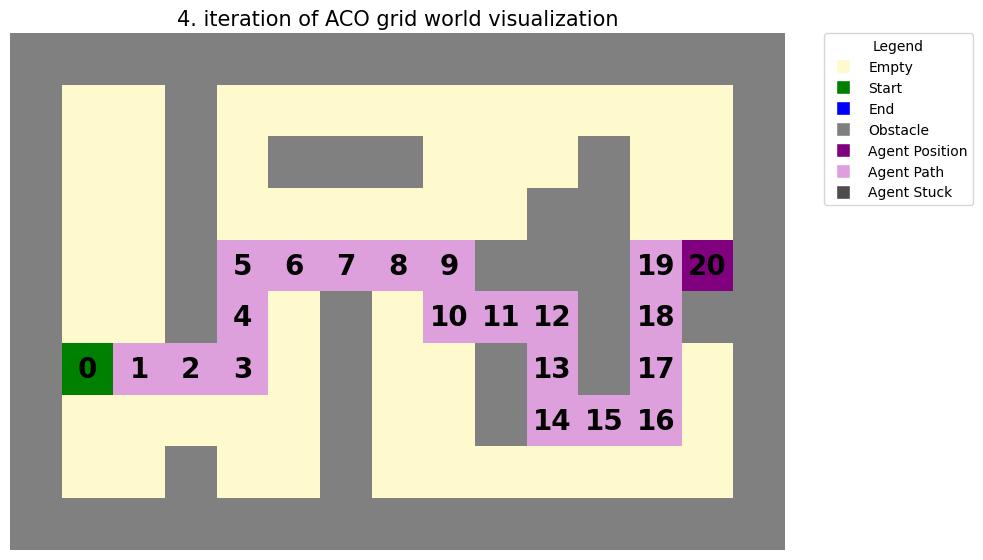 4. iteration of ACO grid world visualization
Legend
Empty
Start
End
Obstacle
Agent Position
Agent Path
Agent Stuck
5 6 7 8 9 19 20
4 10 11 12 18
0 1 2 3 13 17
14 15 16